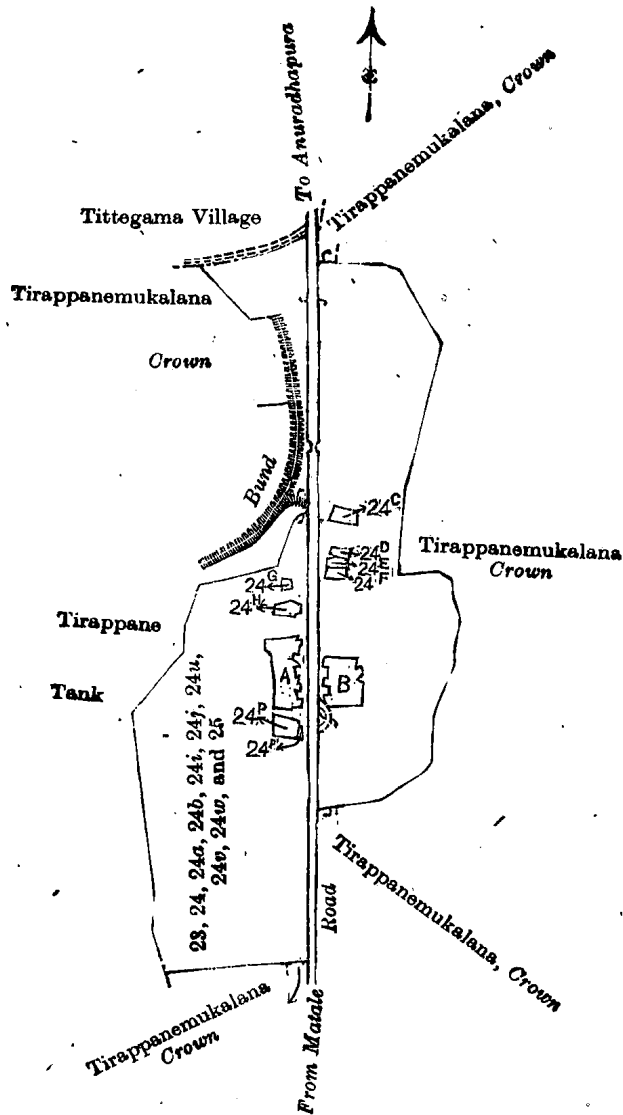 To Anuradhapura
Tirappanemukalana, Crown
Tittegama Village
Tirappanemukalana
Crown
Bund
24C
24D
24E
24F
Tirappanemukalana
Crown
24G
24H
Tirappane
Tank
A
B
24P
23, 24, 24a, 24b, 24i, 24j, 24u,
24v, 24w, and 25
Road
Tirappanemukalana, Crown
Tirappanemukalana
Crown
From Matale